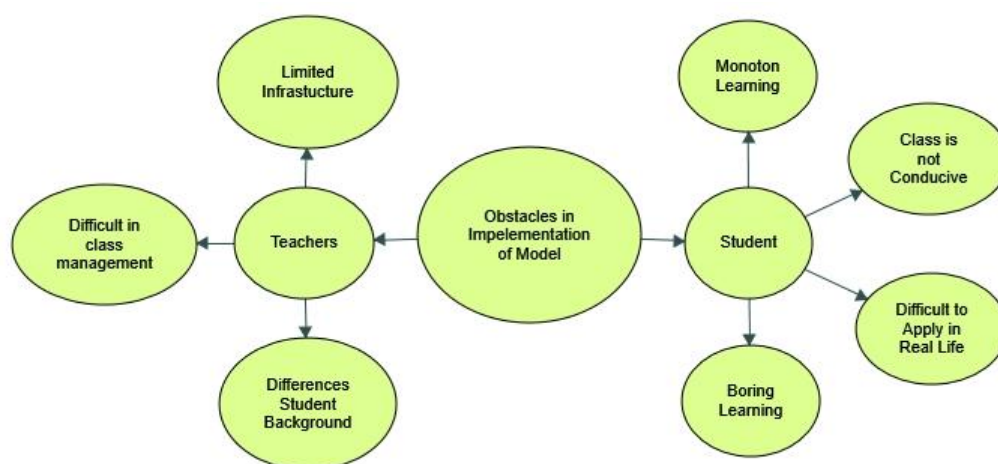 Limited
Infrastucture
Difficult in
class
management
Teachers
Differences
Student
Background
Obstacles in
Impelementation
of Model
Monoton
Learning
Class is
not
Conducive
Student
Difficult to
Apply in
Real Life
Boring
Learning